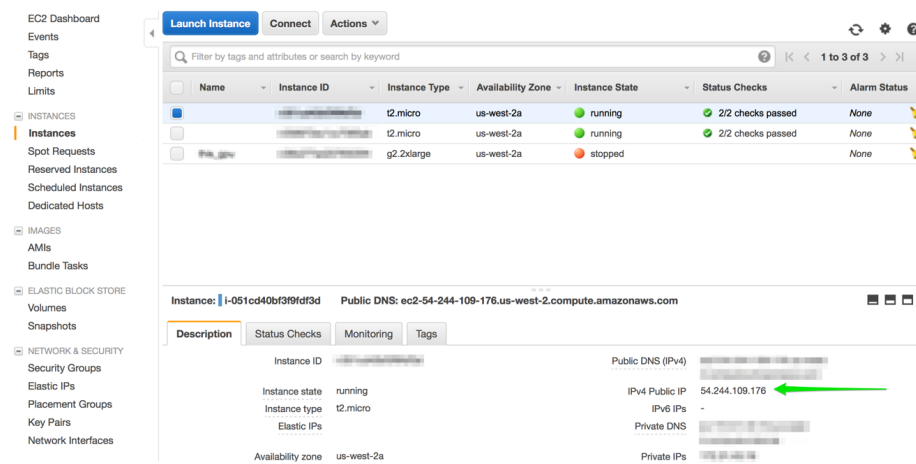 EC2 Dashboard
Events
Tags
Reports
Limits
INSTANCES
Instances
Spot Requests
Reserved Instances
Scheduled Instances
Dedicated Hosts
IMAGES
AMIs
Bundle Tasks
ELASTIC BLOCK STORE
Volumes
Snapshots
NETWORK & SECURITY
Security Groups
Elastic IPs
Placement Groups
Key Pairs
Network Interfaces
Launch Instance Connect Actions
Filter by tags and attributes or search by keyword 1 to 3 of 3
Name Instance ID Instance Type Availability Zone Instance State Status Checks Alarm Status
t2.micro us-west-2a running 2/2 checks passed None
t2.micro us-west-2a running 2/2 checks passed None
g2.2xlarge us-west-2a stopped None
Instance: i-051cd40bf3f9fdf3d Public DNS: ec2-54-244-109-176.us-west-2.compute.amazonaws.com
Description Status Checks Monitoring Tags
Instance ID Public DNS (IPv4)
Instance state running IPv4 Public IP 54.244.109.176
Instance type t2.micro IPv6 IPs -
Elastic IPs Private DNS
Availability zone us-west-2a Private IPs